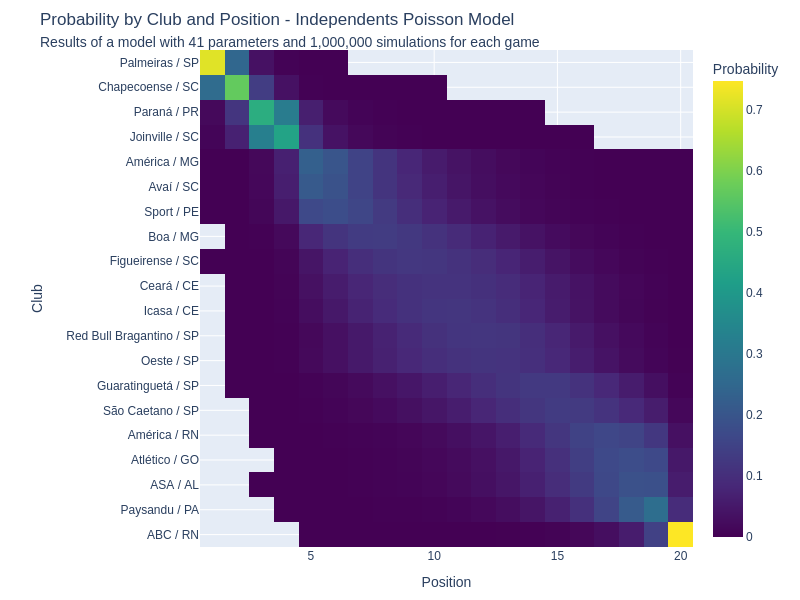 Probability by Club and Position - Independents Poisson Model
Results of a model with 41 parameters and 1,000,000 simulations for each game
Probability
Palmeiras / SP
Chapecoense / SC
Paraná / PR
Joinville / SC
América / MG
Avaí / SC
Sport / PE
Boa / MG
Figueirense / SC
Ceará / CE
Icasa / CE
Red Bull Bragantino / SP
Oeste / SP
Guaratinguetá / SP
São Caetano / SP
América / RN
Atlético / GO
ASA / AL
Paysandu / PA
ABC / RN
Club
5
10
15
20
Position
0.7
0.6
0.5
0.4
0.3
0.2
0.1
0